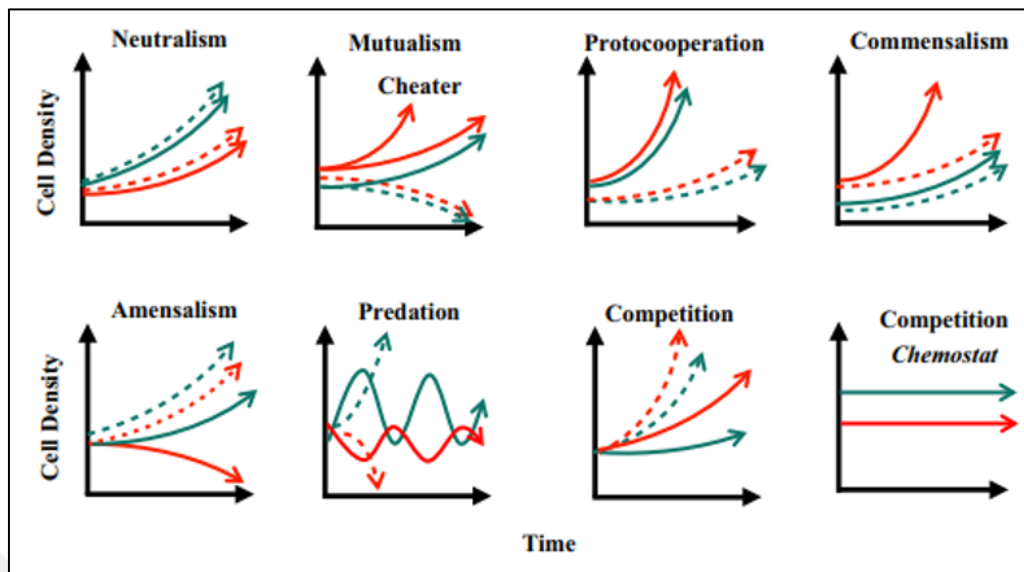 Neutralism
Mutualism
Cheater
Protocooperation
Commensalism
Cell Density
Amensalism
Predation
Competition
Competition
Chemostat
Cell Density
Time